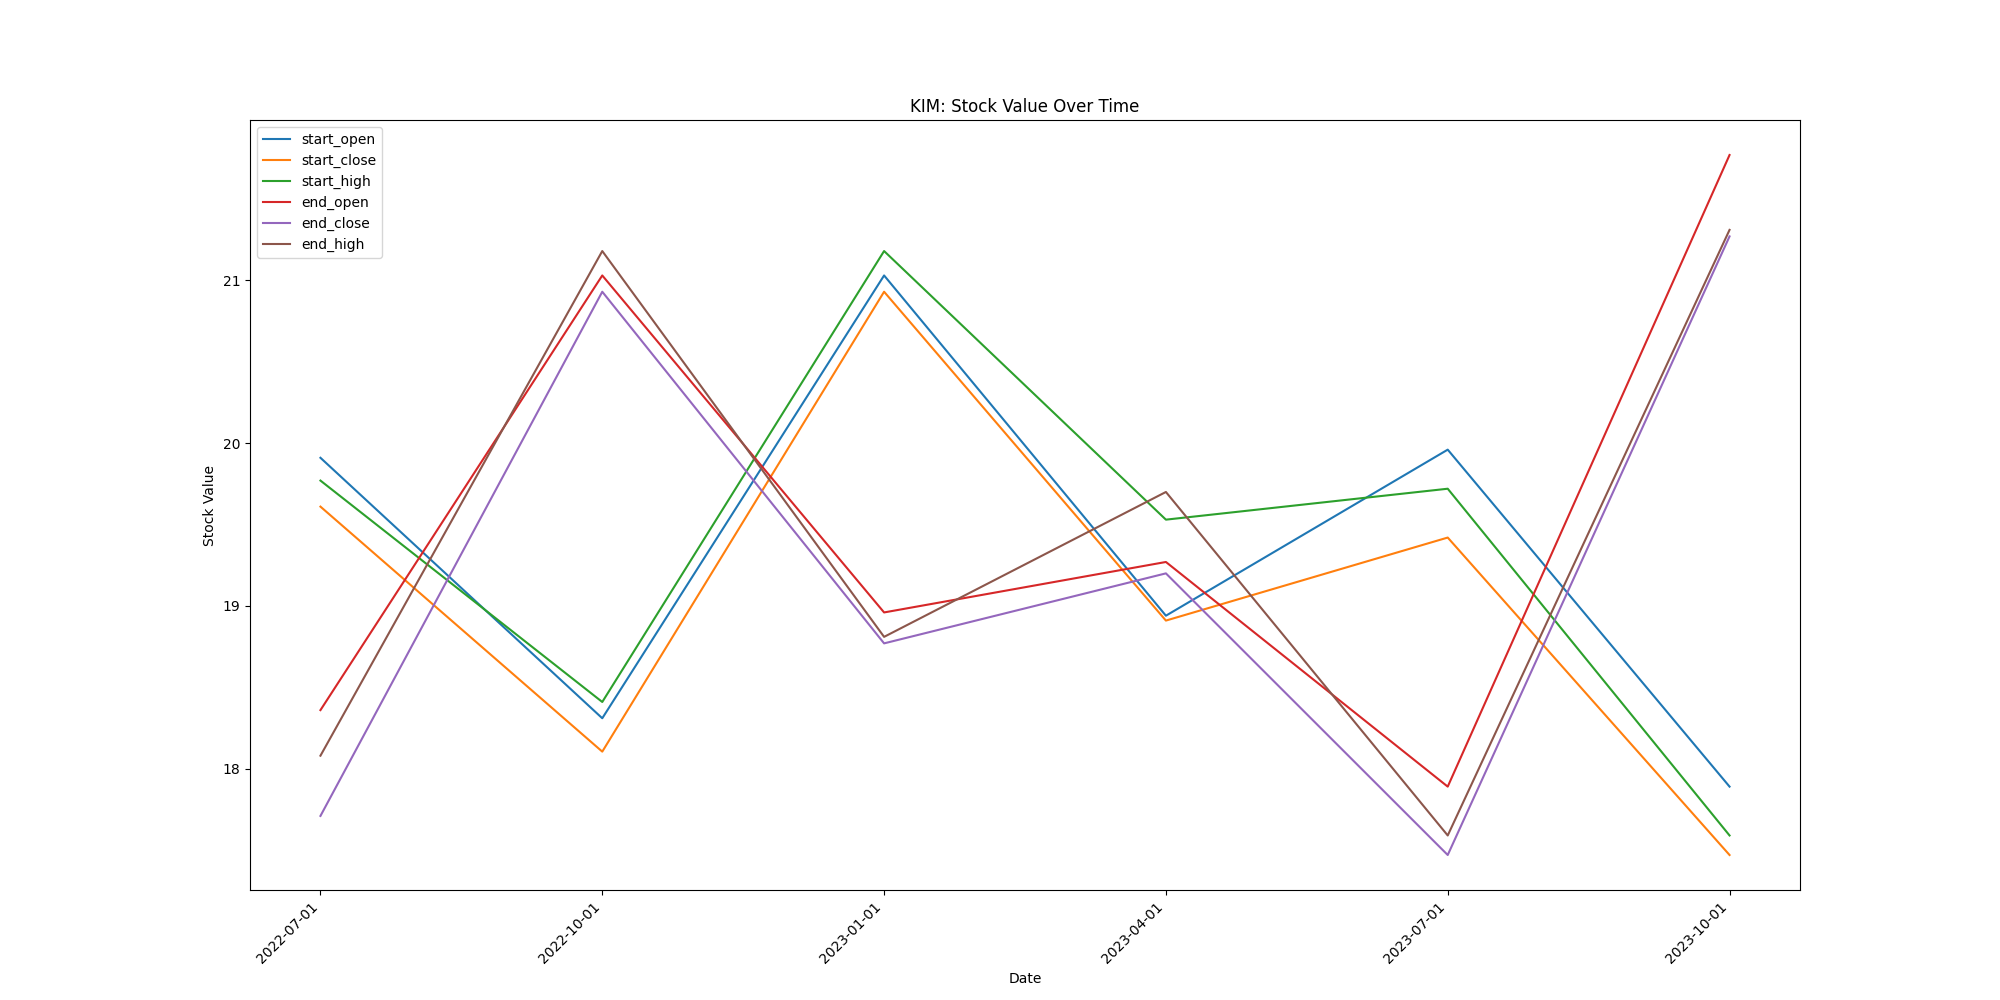 KIM: Stock Value Over Time
start_open
start_close
start_high
end_open
end_close
end_high
Stock Value
21
20
19
18
2022-07-01
2022-10-01
2023-01-01
2023-04-01
2023-07-01
2023-10-01
Date